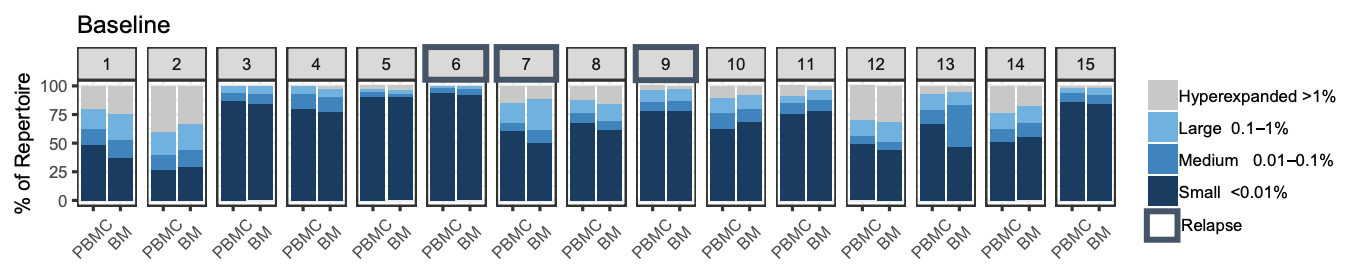 Baseline
1 2 3 4 5 6 7 8 9 10 11 12 13 14 15
% of Repertoire
100
75
50
25
0
PBMC BM PBMC BM PBMC BM PBMC BM PBMC BM PBMC BM PBMC BM PBMC BM PBMC BM PBMC BM PBMC BM PBMC BM PBMC BM PBMC BM PBMC BM
Hyperexpanded >1%
Large 0.1–1%
Medium 0.01–0.1%
Small <0.01%
Relapse